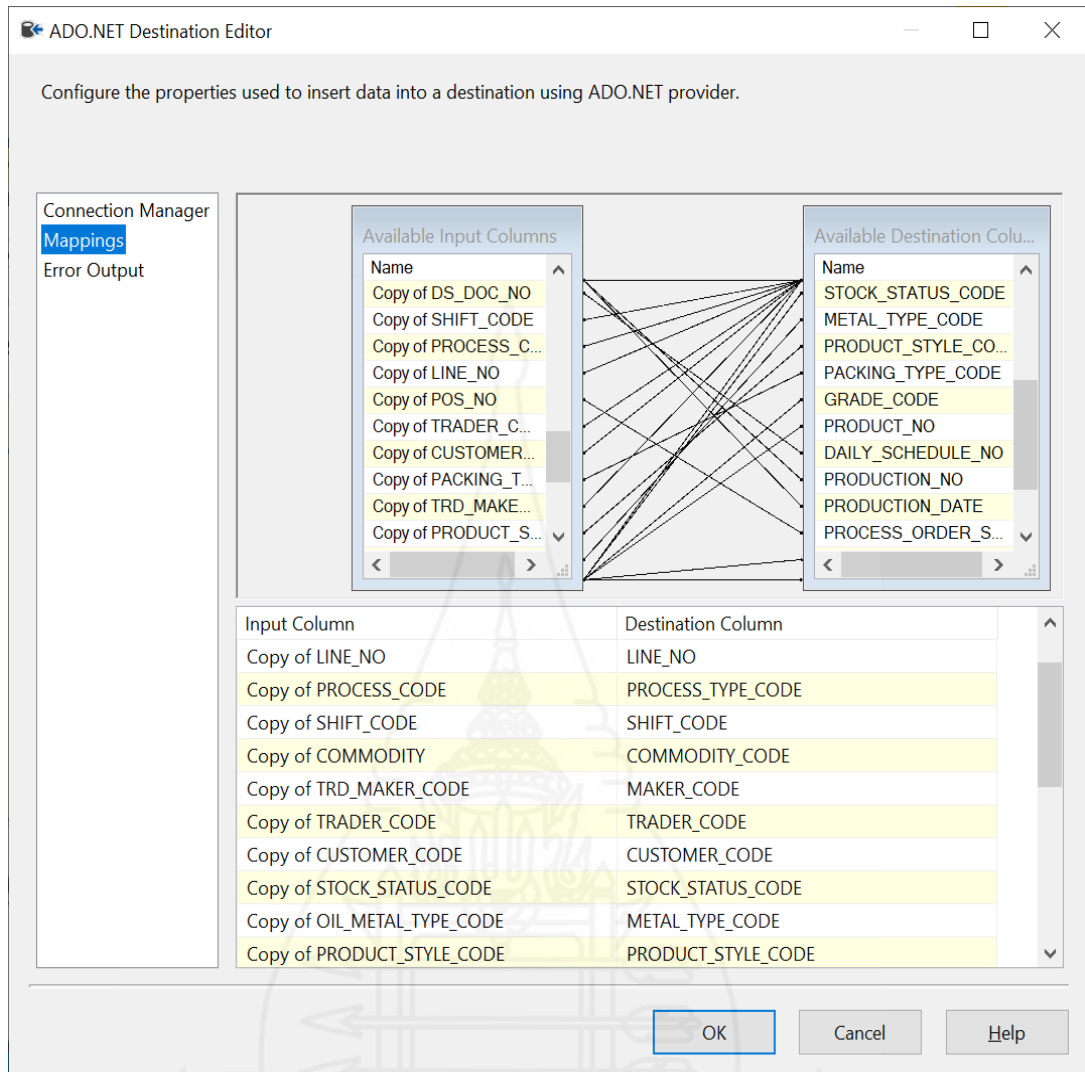 ADO.NET Destination Editor
Configure the properties used to insert data into a destination using ADO.NET provider.
Connection Manager
Mappings
Error Output
Available Input Columns
Name
Copy of DS_DOC_NO
Copy of SHIFT_CODE
Copy of PROCESS_C...
Copy of LINE_NO
Copy of POS_NO
Copy of TRADER_C...
Copy of CUSTOMER...
Copy of PACKING_T...
Copy of TRD_MAKE...
Copy of PRODUCT_S...
Available Destination Colu...
Name
STOCK_STATUS_CODE
METAL_TYPE_CODE
PRODUCT_STYLE_CO...
PACKING_TYPE_CODE
GRADE_CODE
PRODUCT_NO
DAILY_SCHEDULE_NO
PRODUCTION_NO
PRODUCTION_DATE
PROCESS_ORDER_S...
Input Column Destination Column
Copy of LINE_NO LINE_NO
Copy of PROCESS_CODE PROCESS_TYPE_CODE
Copy of SHIFT_CODE SHIFT_CODE
Copy of COMMODITY COMMODITY_CODE
Copy of TRD_MAKER_CODE MAKER_CODE
Copy of TRADER_CODE TRADER_CODE
Copy of CUSTOMER_CODE CUSTOMER_CODE
Copy of STOCK_STATUS_CODE STOCK_STATUS_CODE
Copy of OIL_METAL_TYPE_CODE METAL_TYPE_CODE
Copy of PRODUCT_STYLE_CODE PRODUCT_STYLE_CODE
OK Cancel Help